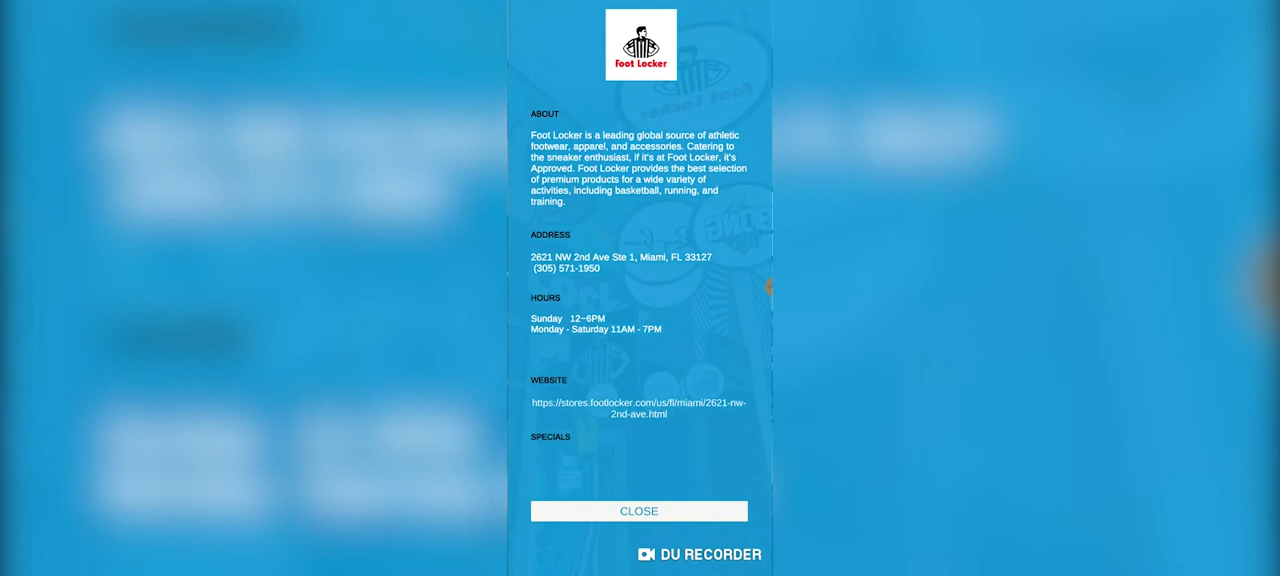 Foot Locker
ABOUT
Foot Locker is a leading global source of athletic
footwear, apparel, and accessories. Catering to
the sneaker enthusiast, if it's at Foot Locker, it's
Approved. Foot Locker provides the best selection
of premium products for a wide variety of
activities, including basketball, running, and
training.
ADDRESS
2621 NW 2nd Ave Ste 1, Miami, FL 33127
(305) 571-1950
HOURS
Sunday   12–6PM
Monday - Saturday 11AM - 7PM
WEBSITE
https://stores.footlocker.com/us/fl/miami/2621-nw-
2nd-ave.html
SPECIALS
CLOSE
DU RECORDER